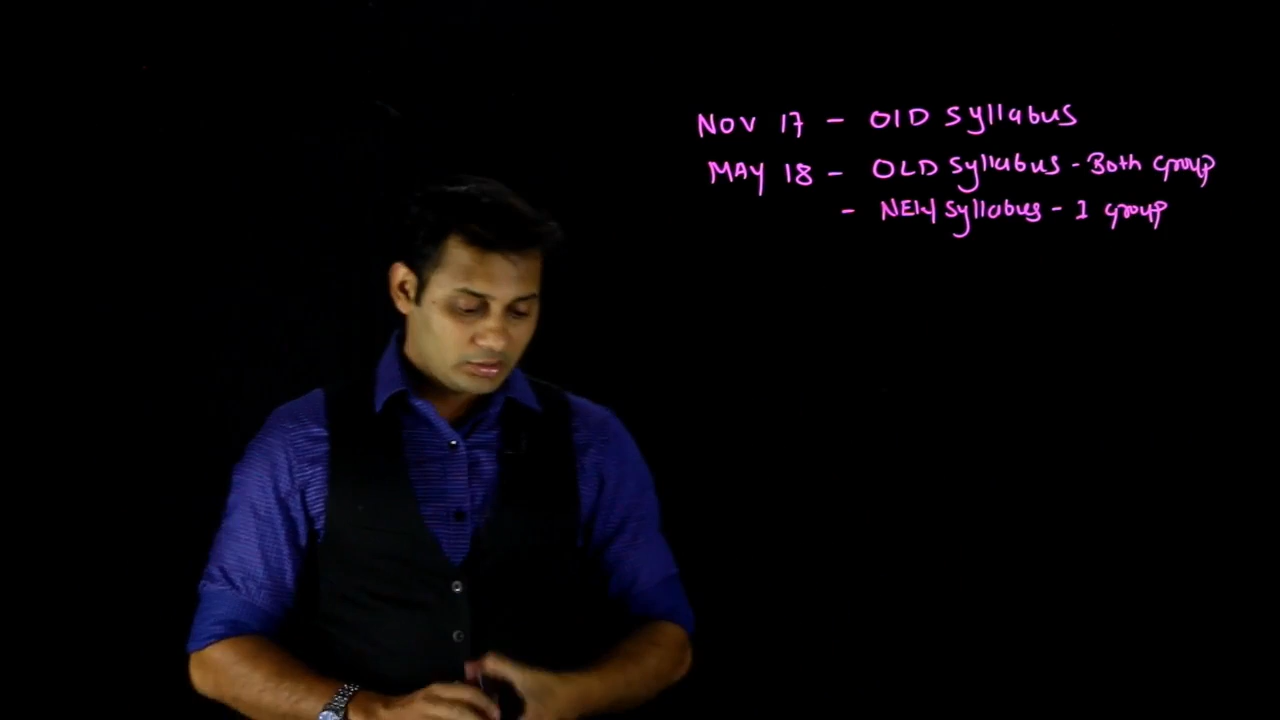 NOV 17 - OLD Syllabus
MAY 18 - OLD Syllabus - Both group
- NEW Syllabus - 1 group